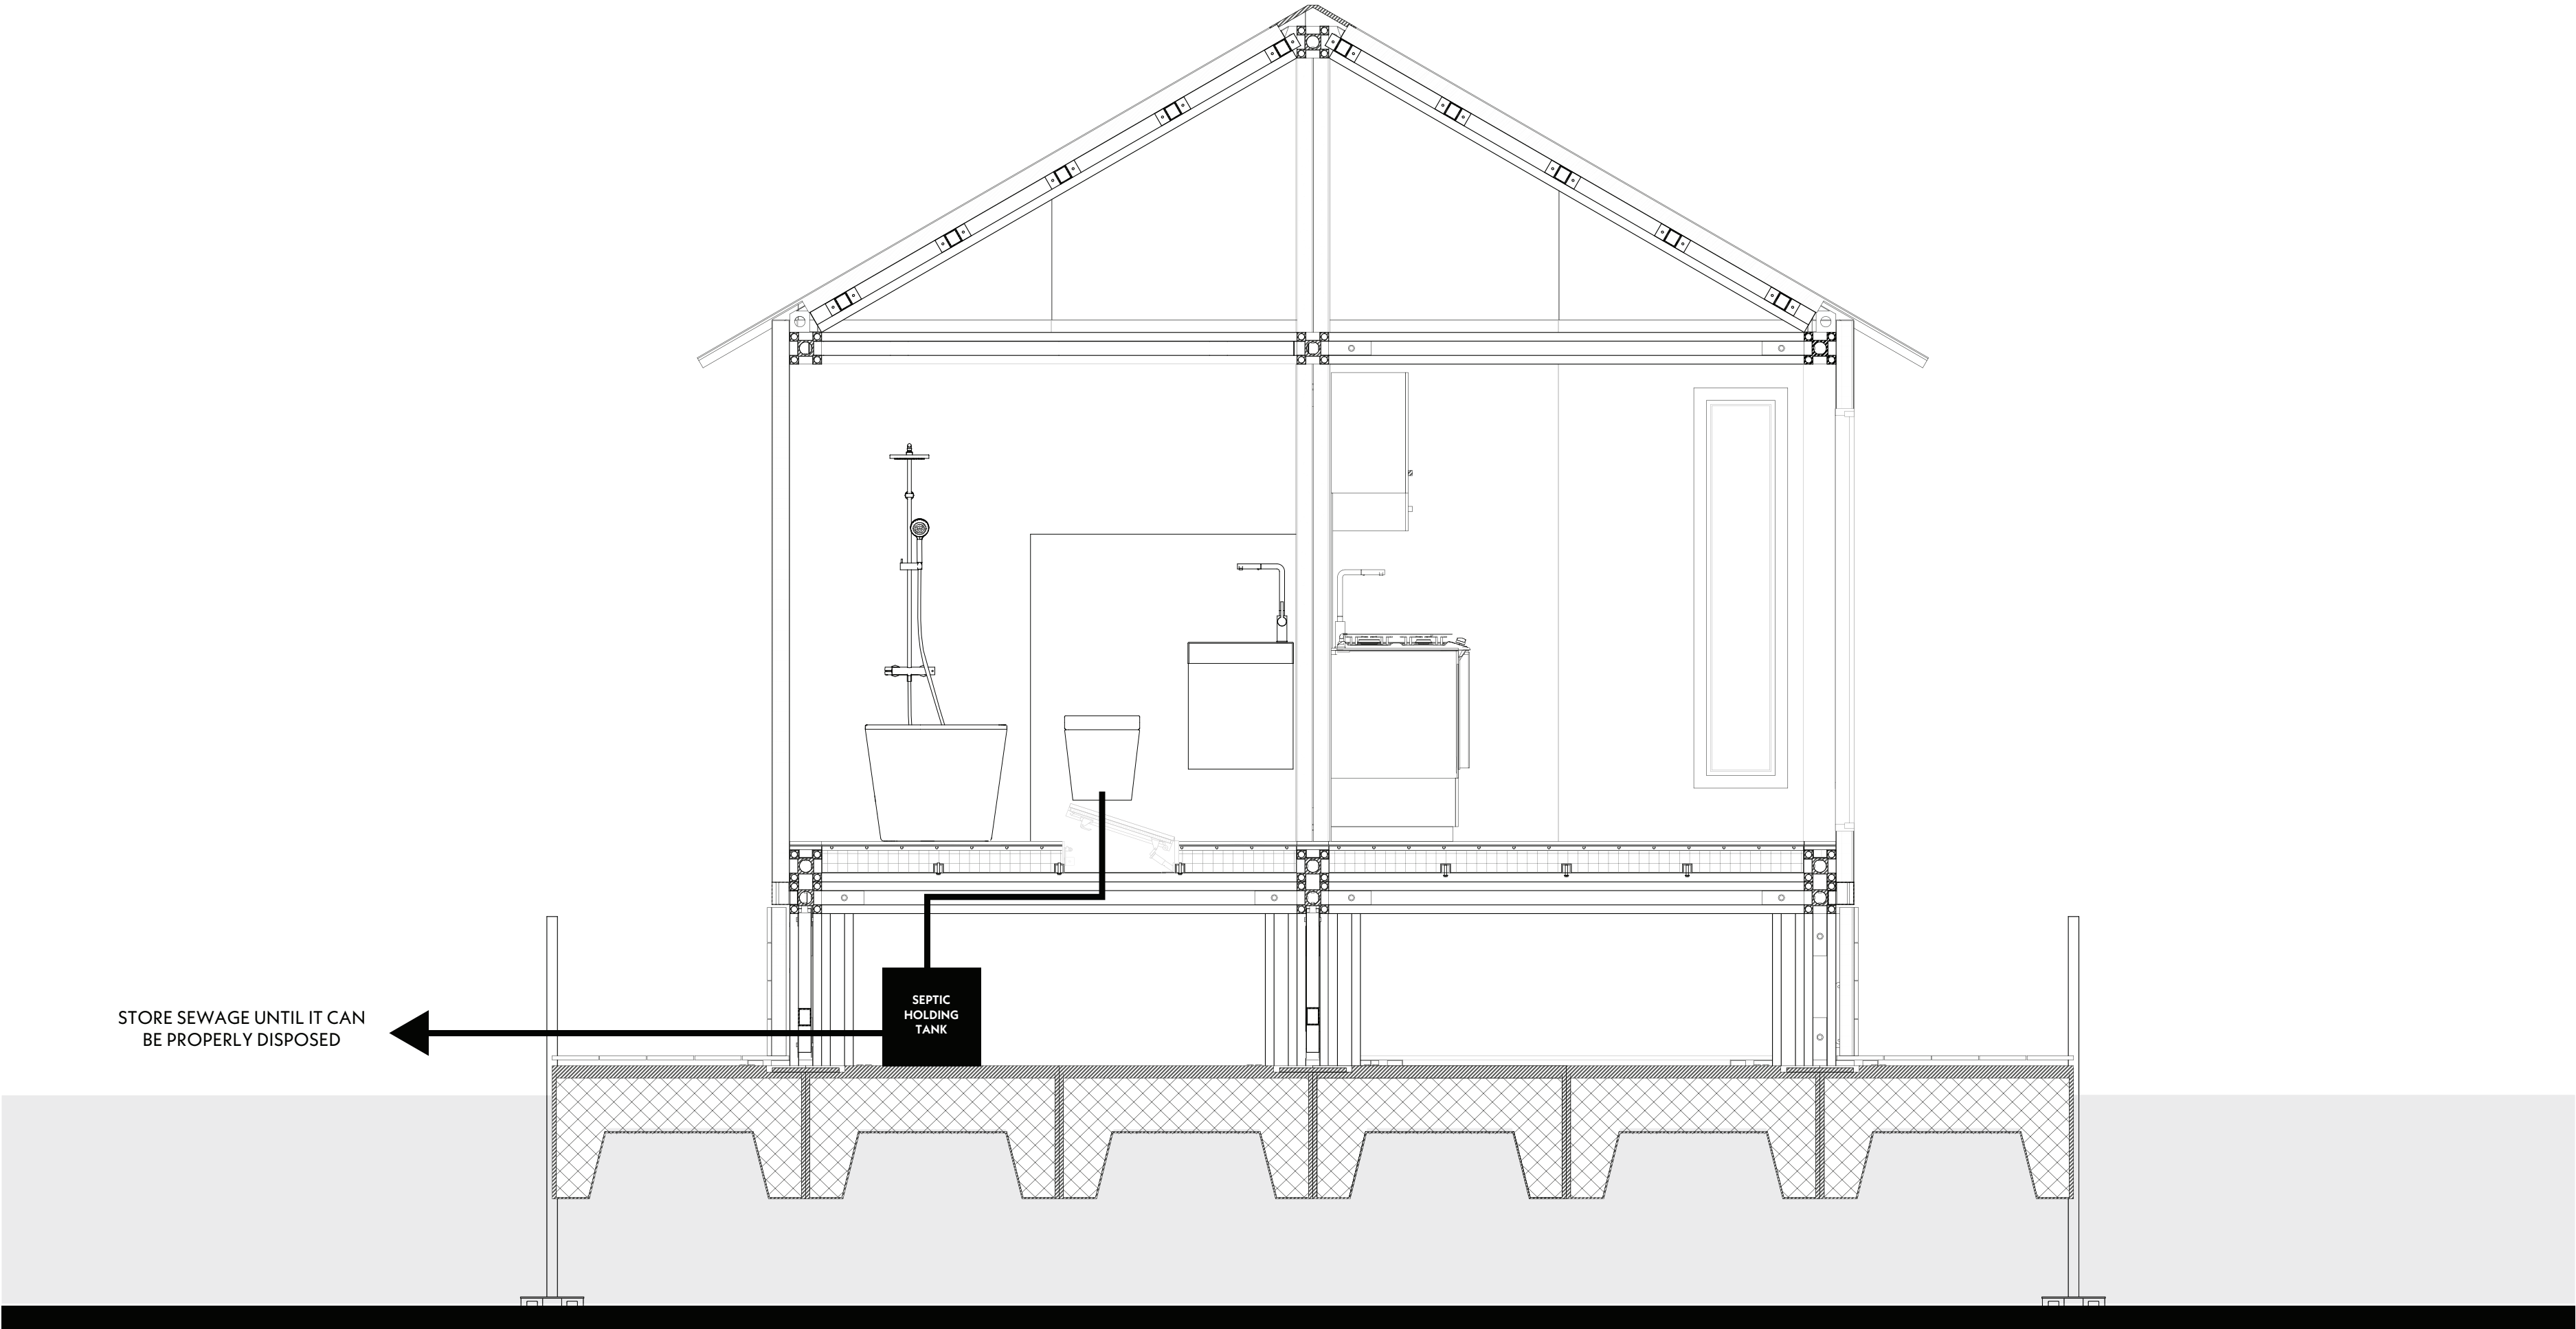 STORE SEWAGE UNTIL IT CAN
BE PROPERLY DISPOSED
SEPTIC
HOLDING
TANK